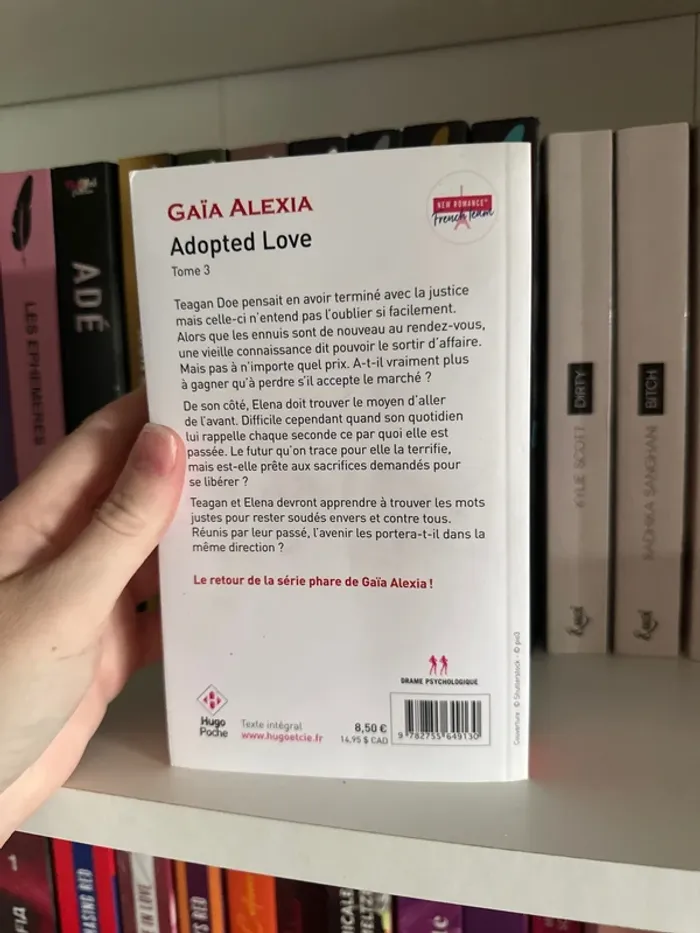 GAÏA ALEXIA
NEW ROMANCE®
French Team
Adopted Love
Tome 3
Teagan Doe pensait en avoir terminé avec la justice
mais celle-ci n'entend pas l'oublier si facilement.
Alors que les ennuis sont de nouveau au rendez-vous,
une vieille connaissance dit pouvoir le sortir d'affaire.
Mais pas à n'importe quel prix. A-t-il vraiment plus
à gagner qu'à perdre s'il accepte le marché ?
De son côté, Elena doit trouver le moyen d'aller
de l'avant. Difficile cependant quand son quotidien
lui rappelle chaque seconde ce par quoi elle est
passée. Le futur qu'on trace pour elle la terrifie,
mais est-elle prête aux sacrifices demandés pour
se libérer ?
Teagan et Elena devront apprendre à trouver les mots
justes pour rester soudés envers et contre tous.
Réunis par leur passé, l'avenir les portera-t-il dans la
même direction ?
Le retour de la série phare de Gaïa Alexia !
DRAME PSYCHOLOGIQUE
Hugo
Poche
Texte intégral
www.hugoetcie.fr
8,50 €
14,95 $ CAD
9 782755 649130
Couverture : © Shutterstock - © pvl
LES EPHEMERES
ADÉ
KYLIE SCOTT DIRTY
RADHIKA SANGHANI BITCH
IN LOVE